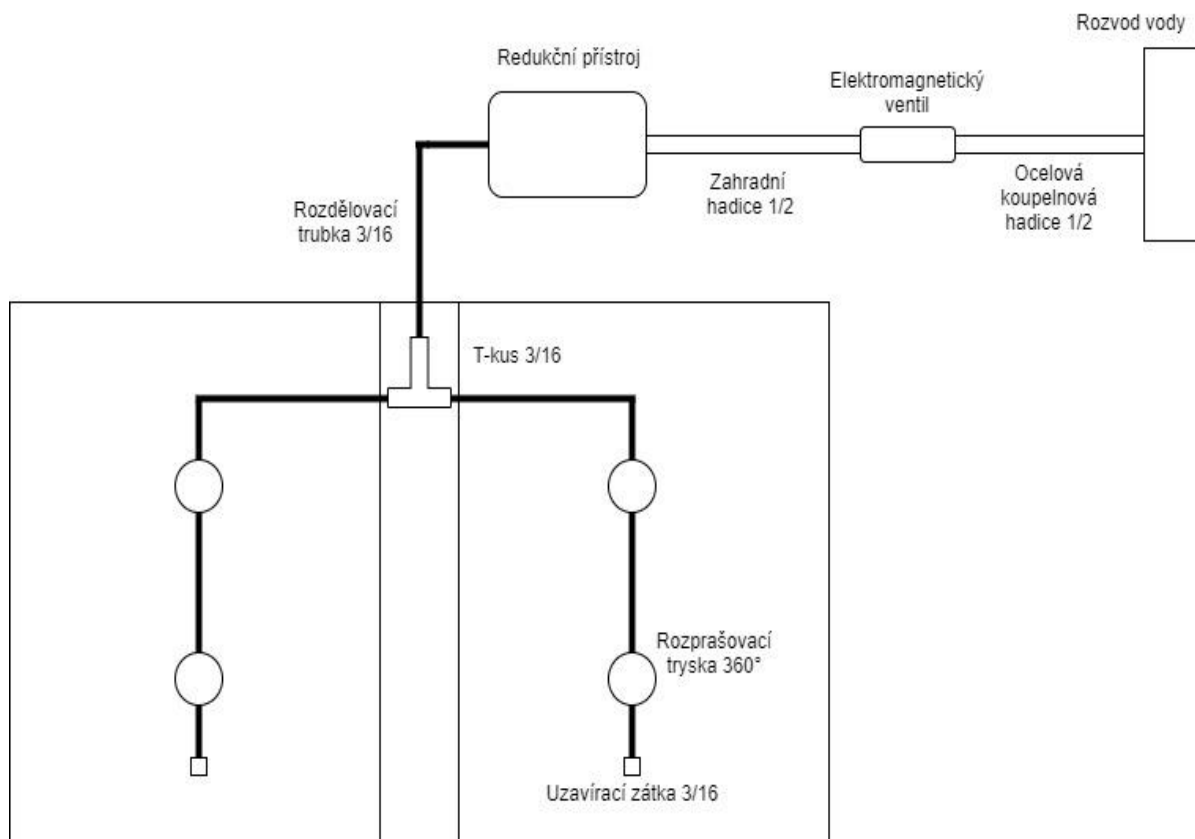 Rozvod vody
Redukční přístroj
Elektromagnetický
ventil
Zahradní
hadice 1/2
Ocelová
koupelnová
hadice 1/2
Rozdělovací
trubka 3/16
T-kus 3/16
Rozprašovací
tryska 360°
Uzavírací zátka 3/16